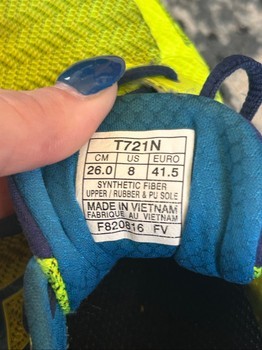 T721N
CM US EURO
26.0 8 41.5
SYNTHETIC FIBER
UPPER / RUBBER & PU SOLE
MADE IN VIETNAM
FABRIQUÉ AU VIETNAM
F820816 FV